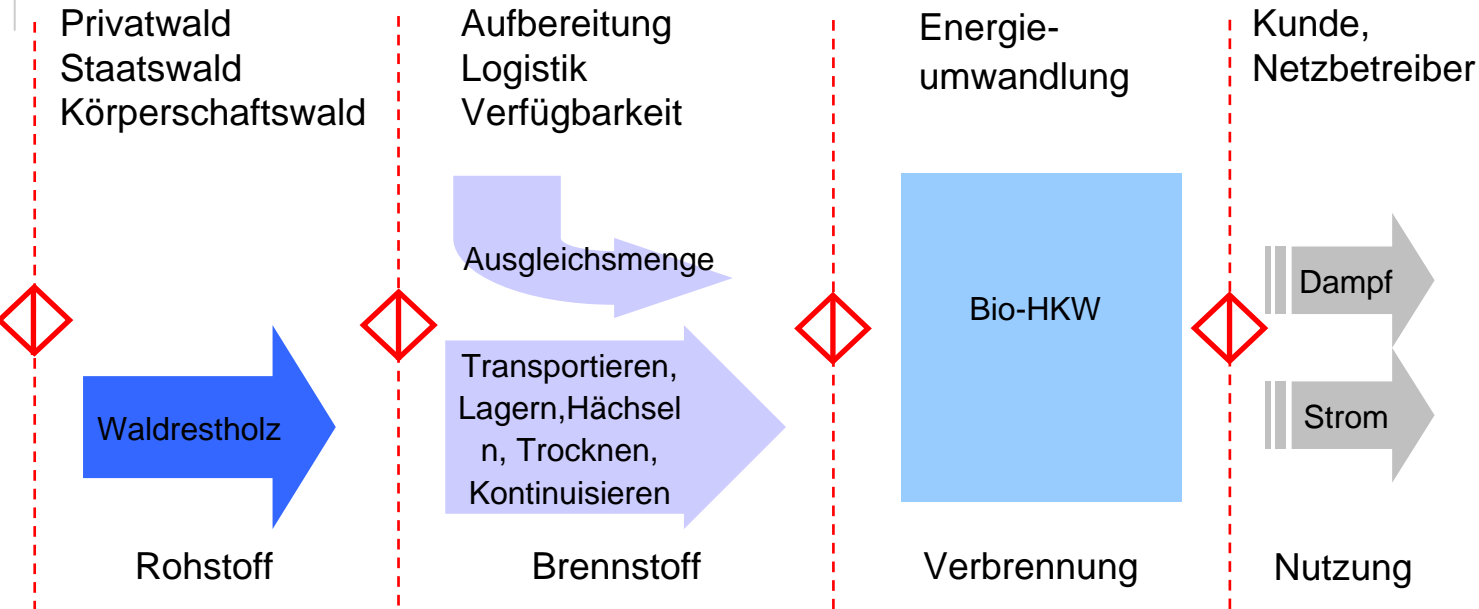 Privatwald
Staatswald
Körperschaftswald
Aufbereitung
Logistik
Verfügbarkeit
Energie-
umwandlung
Kunde,
Netzbetreiber
Ausgleichsmenge
Waldrestholz
Transportieren,
Lagern,Hächsel
n, Trocknen,
Kontinuisieren
Bio-HKW
Dampf
Strom
Rohstoff
Brennstoff
Verbrennung
Nutzung